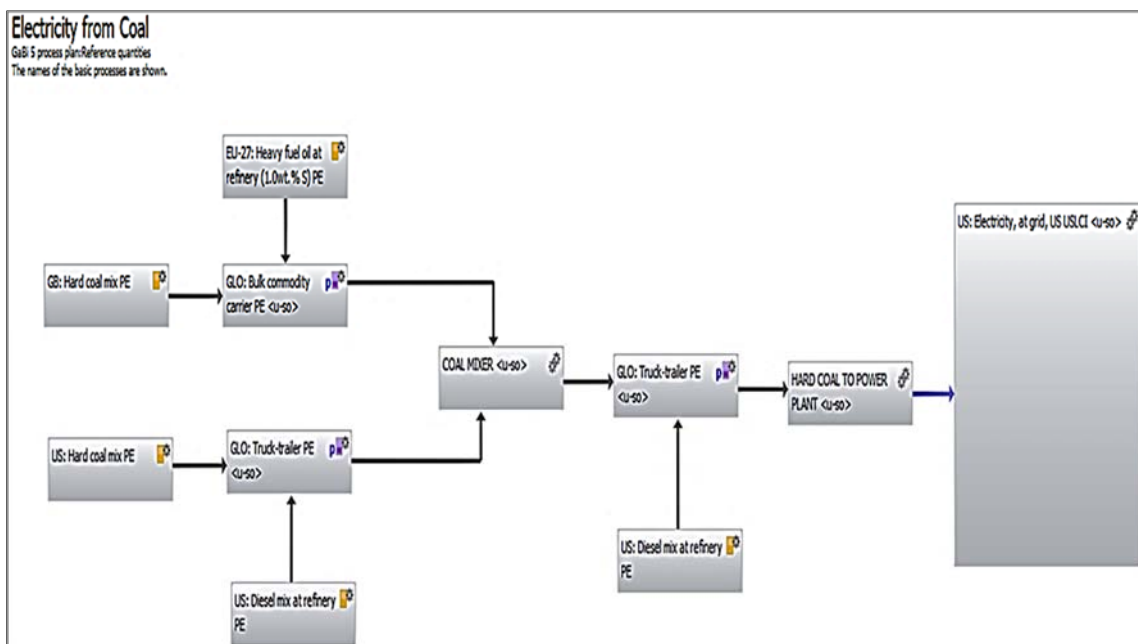 Electricity from Coal
GaBi 5 process plan:Reference quantities
The names of the basic processes are shown.
EU-27: Heavy fuel oil at
refinery (1.0wt.% S) PE
US: Electricity, at grid, US USLCI <u-so>
GB: Hard coal mix PE
GLO: Bulk commodity
carrier PE <u-so>
COAL MIXER <u-so>
GLO: Truck-trailer PE
<u-so>
HARD COAL TO POWER
PLANT <u-so>
US: Hard coal mix PE
GLO: Truck-trailer PE
<u-so>
US: Diesel mix at refinery
PE
US: Diesel mix at refinery
PE